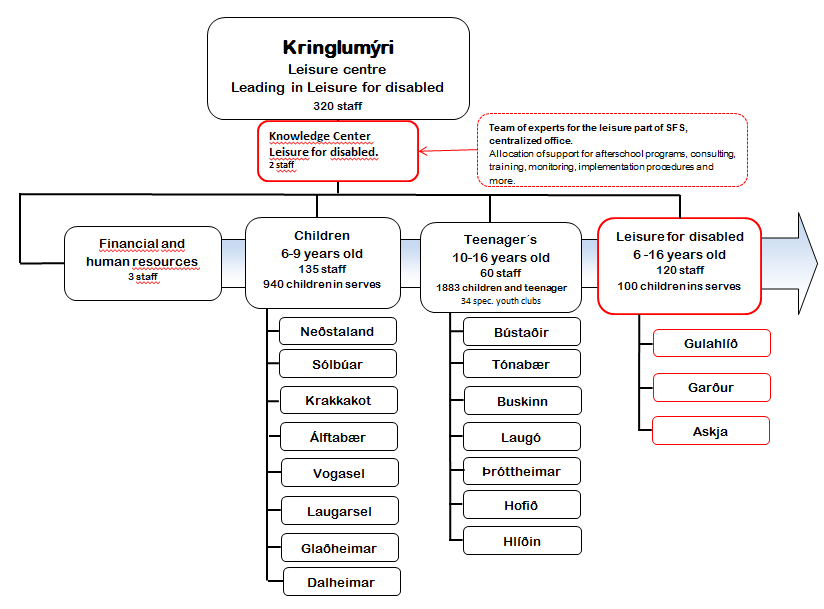 Kringlumýri
Leisure centre
Leading in Leisure for disabled
320 staff
Knowledge Center
Leisure for disabled.
2 staff
Team of experts for the leisure part of SFS,
centralized office.
Allocation of support for afterschool programs, consulting,
training, monitoring, implementation procedures and
more.
Financial and
human resources
3 staff
Children
6-9 years old
135 staff
940 children in serves
Teenager´s
10-16 years old
60 staff
1883 children and teenager
34 spec. youth clubs
Leisure for disabled
6 -16 years old
120 staff
100 children ins serves
Neðstaland
Sólbúar
Krakkakot
Álftabær
Vogasel
Laugarsel
Glaðheimar
Dalheimar
Bústaðir
Tónabær
Buskinn
Laugó
Þróttheimar
Hofið
Hlíðin
Gulahlíð
Garður
Askja